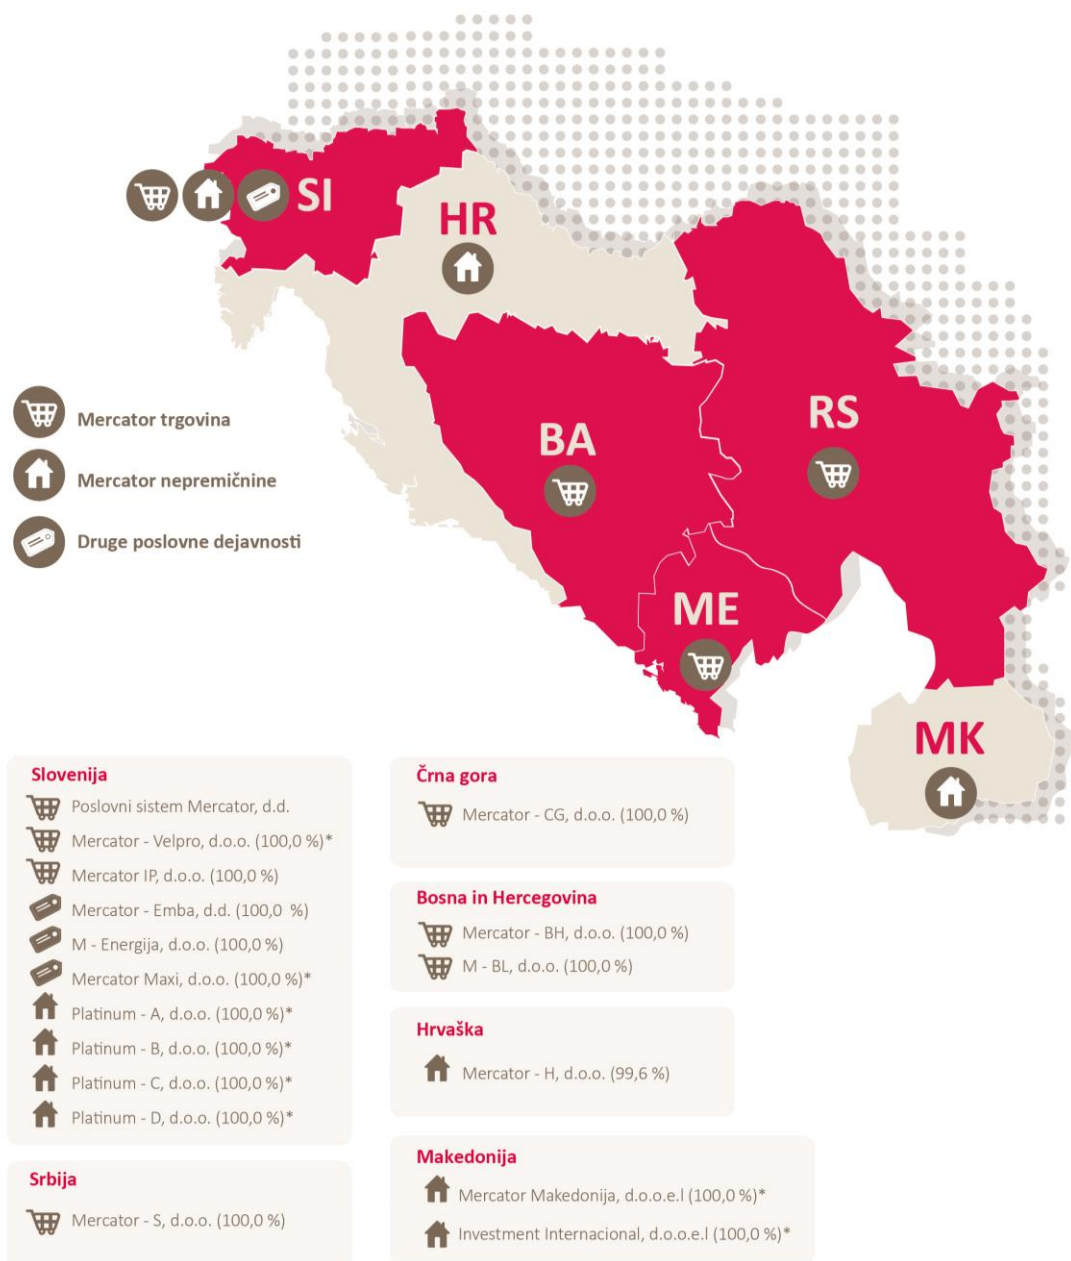 SI
HR
BA
RS
ME
MK
Mercator trgovina
Mercator nepremičnine
Druge poslovne dejavnosti
Slovenija
Poslovni sistem Mercator, d.d.
Mercator - Velpro, d.o.o. (100,0 %)*
Mercator IP, d.o.o. (100,0 %)
Mercator - Emba, d.d. (100,0  %)
M - Energija, d.o.o. (100,0 %)
Mercator Maxi, d.o.o. (100,0 %)*
Platinum - A, d.o.o. (100,0 %)*
Platinum - B, d.o.o. (100,0 %)*
Platinum - C, d.o.o. (100,0 %)*
Platinum - D, d.o.o. (100,0 %)*
Srbija
Mercator - S, d.o.o. (100,0 %)
Črna gora
Mercator - CG, d.o.o. (100,0 %)
Bosna in Hercegovina
Mercator - BH, d.o.o. (100,0 %)
M - BL, d.o.o. (100,0 %)
Hrvaška
Mercator - H, d.o.o. (99,6 %)
Makedonija
Mercator Makedonija, d.o.o.e.l (100,0 %)*
Investment Internacional, d.o.o.e.l (100,0 %)*